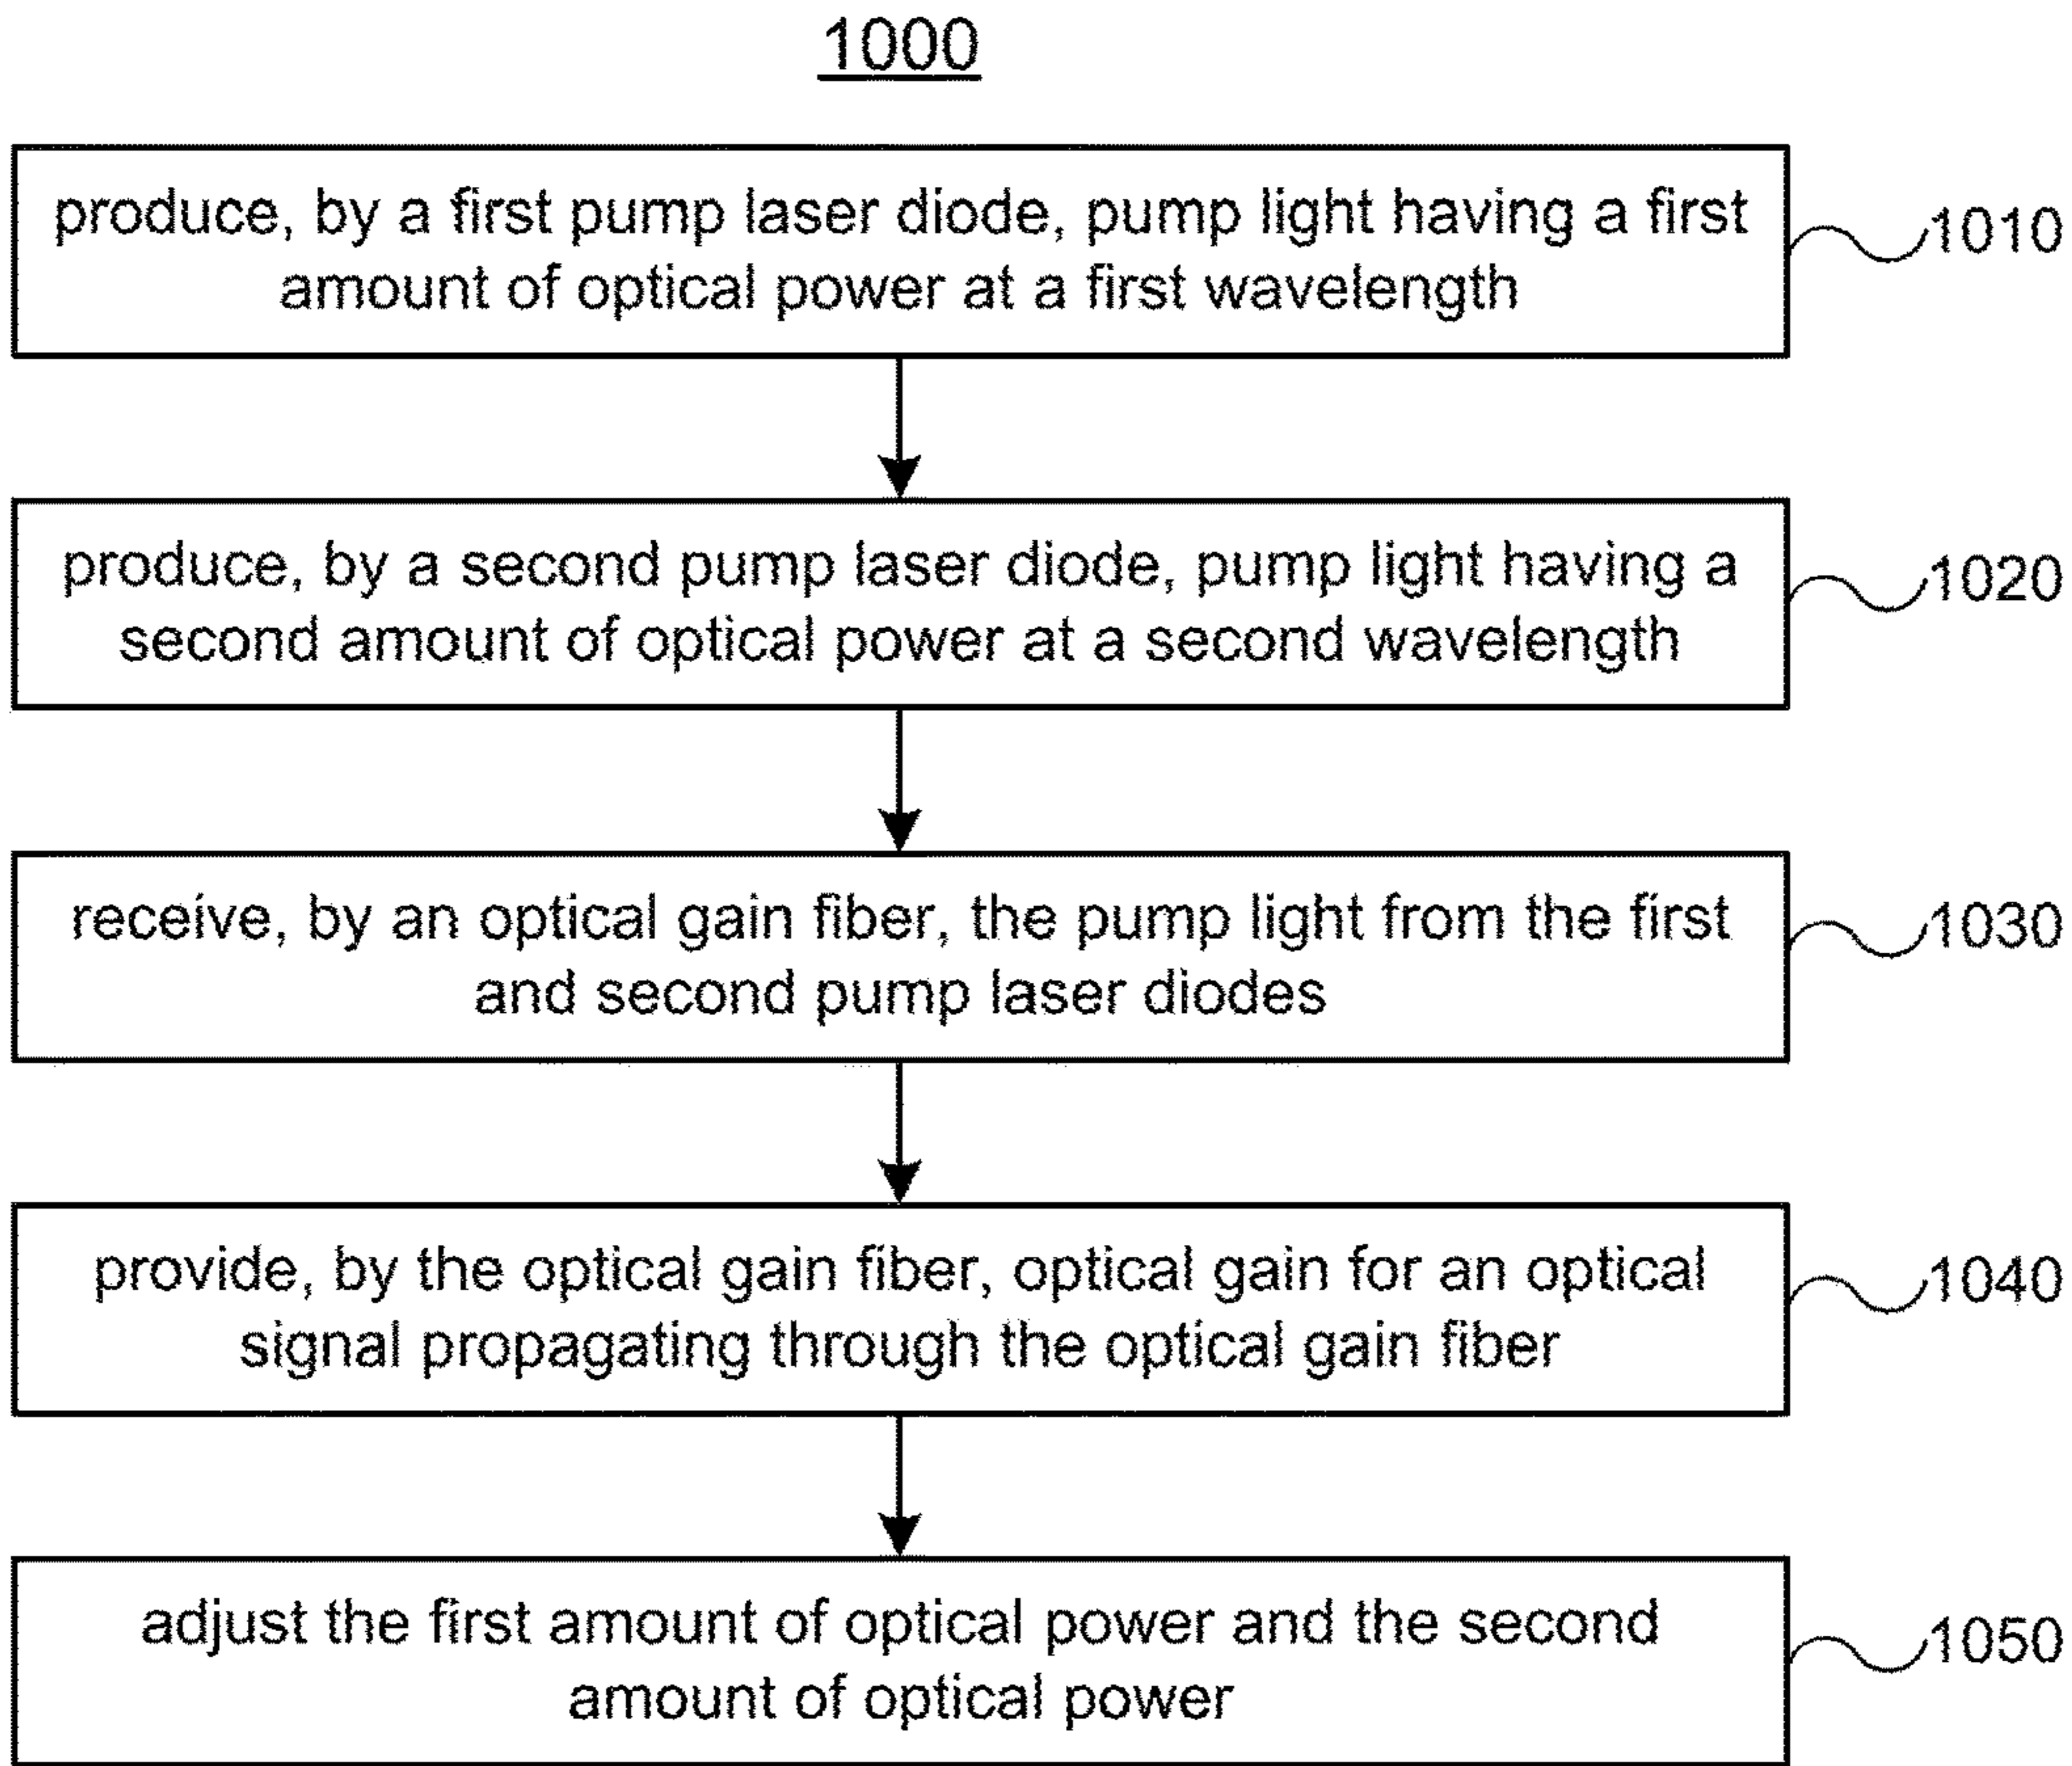 1000
produce, by a first pump laser diode, pump light having a first
amount of optical power at a first wavelength
1010
produce, by a second pump laser diode, pump light having a
second amount of optical power at a second wavelength
1020
receive, by an optical gain fiber, the pump light from the first
and second pump laser diodes
1030
provide, by the optical gain fiber, optical gain for an optical
signal propagating through the optical gain fiber
1040
adjust the first amount of optical power and the second
amount of optical power
1050